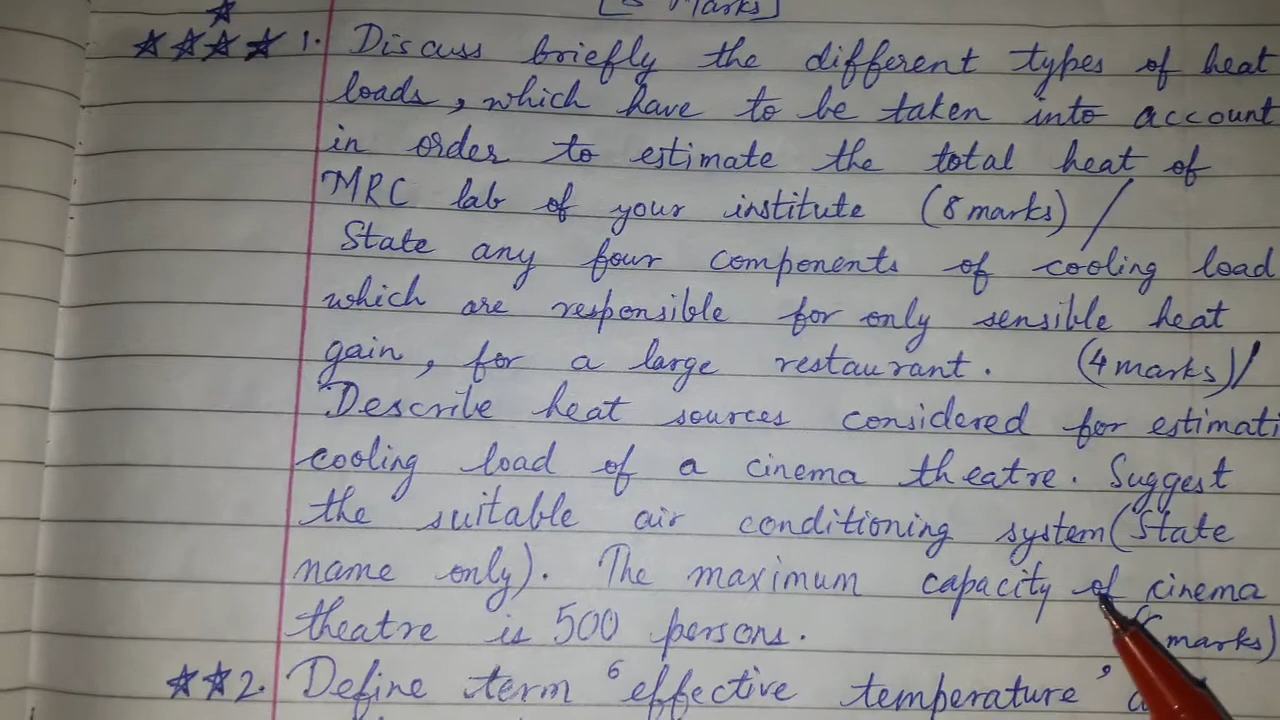 [ Marks]
1. Discuss briefly the different types of heat
loads, which have to be taken into account
in order to estimate the total heat of
MRC lab of your institute (8 marks) /
State any four components of cooling load
which are responsible for only sensible heat
gain, for a large restaurant. (4 marks)/
Describe heat sources considered for estimati
cooling load of a cinema theatre. Suggest
the suitable air conditioning system (State
name only). The maximum capacity of cinema
theatre is 500 persons. marks)
2. Define term 'effective temperature'